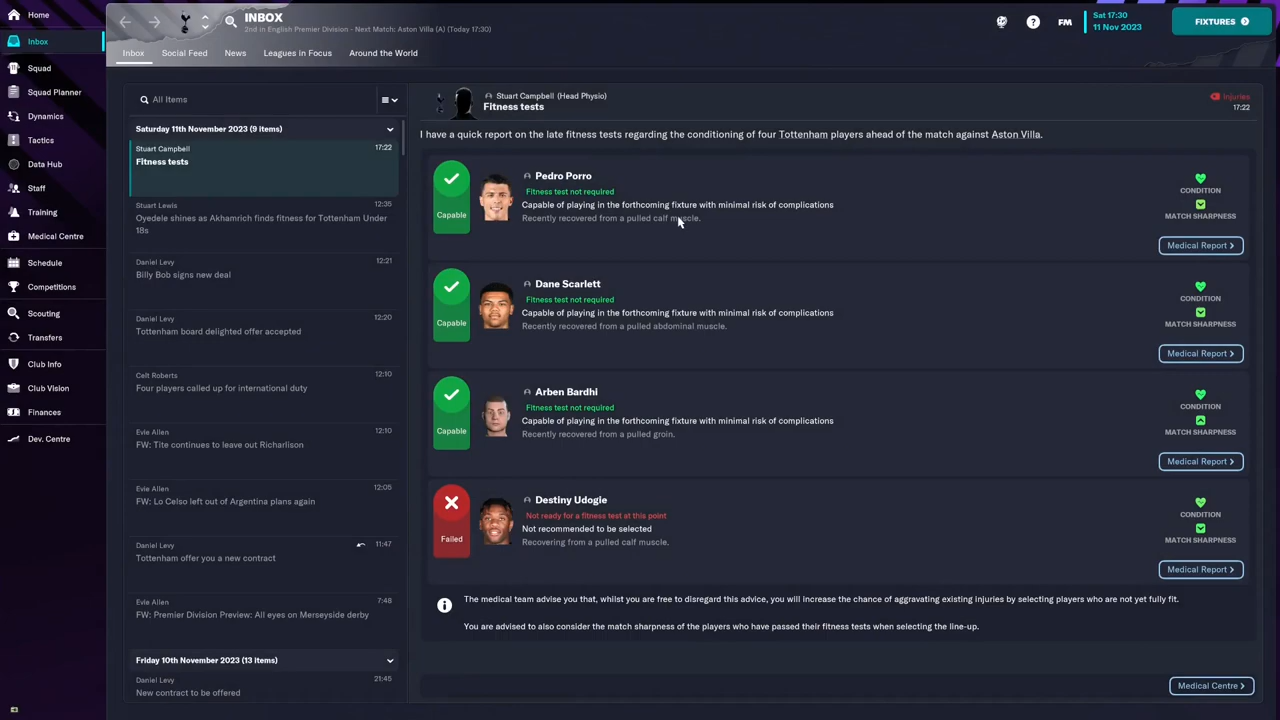 Home
Inbox
Squad
Squad Planner
Dynamics
Tactics
Data Hub
Staff
Training
Medical Centre
Schedule
Competitions
Scouting
Transfers
Club Info
Club Vision
Finances
Dev. Centre
INBOX
2nd in English Premier Division - Next Match: Aston Villa (A) (Today 17:30)
FM
Sat 17:30
11 Nov 2023
FIXTURES
Inbox
Social Feed
News
Leagues in Focus
Around the World
All Items
Saturday 11th November 2023 (9 items)
Stuart Campbell 17:22
Fitness tests
Stuart Lewis 12:35
Oyedele shines as Akhamrich finds fitness for Tottenham Under
18s
Daniel Levy 12:21
Billy Bob signs new deal
Daniel Levy 12:20
Tottenham board delighted offer accepted
Celt Roberts 12:10
Four players called up for international duty
Evie Allen 12:10
FW: Tite continues to leave out Richarlison
Evie Allen 12:05
FW: Lo Celso left out of Argentina plans again
Daniel Levy 11:47
Tottenham offer you a new contract
Evie Allen 7:48
FW: Premier Division Preview: All eyes on Merseyside derby
Friday 10th November 2023 (13 items)
Daniel Levy 21:45
New contract to be offered
Stuart Campbell (Head Physio)
Fitness tests
Injuries
17:22
I have a quick report on the late fitness tests regarding the conditioning of four Tottenham players ahead of the match against Aston Villa.
Capable
Pedro Porro
Fitness test not required
Capable of playing in the forthcoming fixture with minimal risk of complications
Recently recovered from a pulled calf muscle.
CONDITION
MATCH SHARPNESS
Medical Report
Capable
Dane Scarlett
Fitness test not required
Capable of playing in the forthcoming fixture with minimal risk of complications
Recently recovered from a pulled abdominal muscle.
CONDITION
MATCH SHARPNESS
Medical Report
Capable
Arben Bardhi
Fitness test not required
Capable of playing in the forthcoming fixture with minimal risk of complications
Recently recovered from a pulled groin.
CONDITION
MATCH SHARPNESS
Medical Report
Failed
Destiny Udogie
Not ready for a fitness test at this point
Not recommended to be selected
Recovering from a pulled calf muscle.
CONDITION
MATCH SHARPNESS
Medical Report
The medical team advise you that, whilst you are free to disregard this advice, you will increase the chance of aggravating existing injuries by selecting players who are not yet fully fit.
You are advised to also consider the match sharpness of the players who have passed their fitness tests when selecting the line-up.
Medical Centre